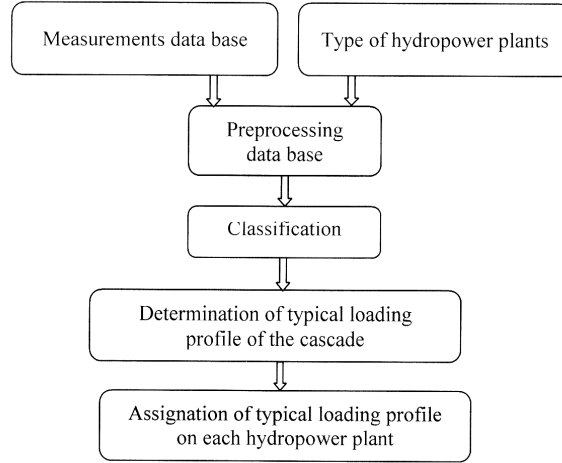 Measurements data base
Type of hydropower plants
Preprocessing
data base
Classification
Determination of typical loading
profile of the cascade
Assignation of typical loading profile
on each hydropower plant